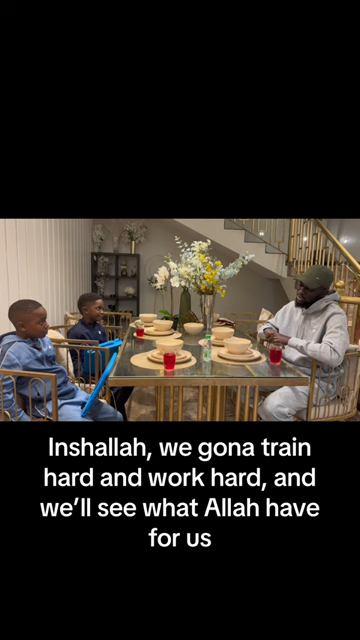 Inshallah, we gona train
hard and work hard, and
we’ll see what Allah have
for us